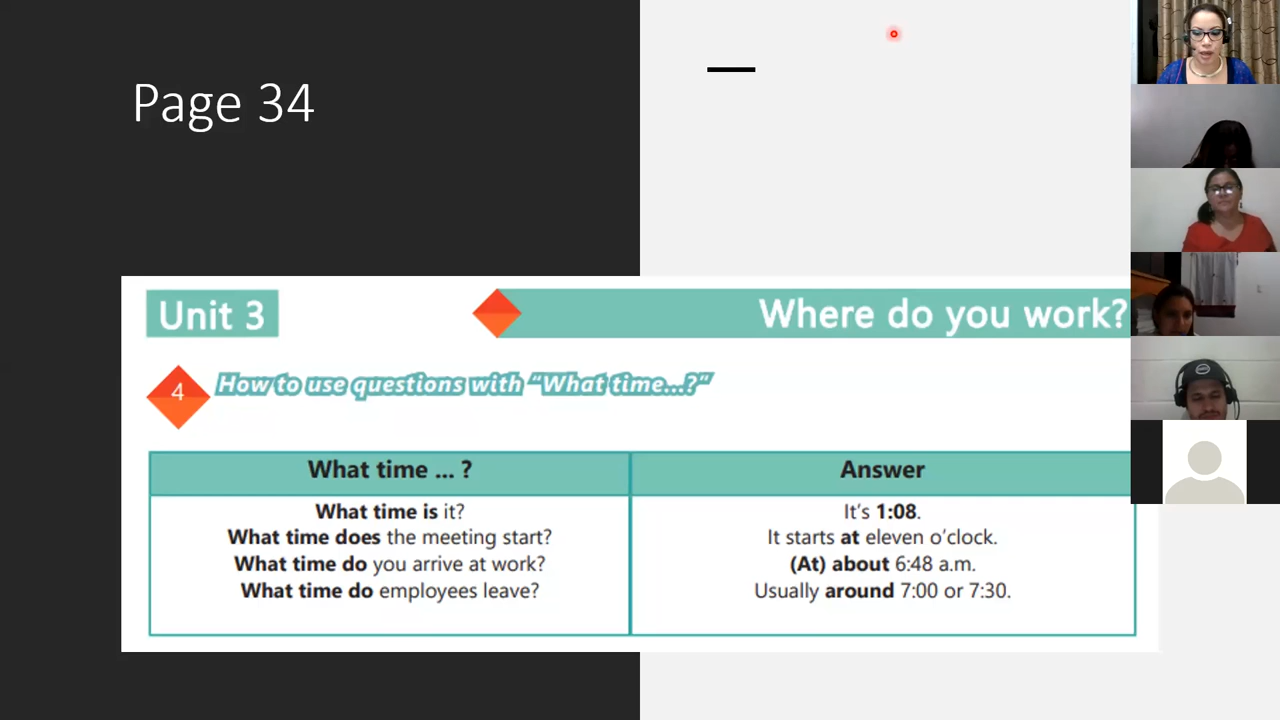 Page 34
Unit 3
Where do you work?
4
How to use questions with “What time...?”
What time ... ?
Answer
What time is it?
It’s 1:08.
What time does the meeting start?
It starts at eleven o’clock.
What time do you arrive at work?
(At) about 6:48 a.m.
What time do employees leave?
Usually around 7:00 or 7:30.